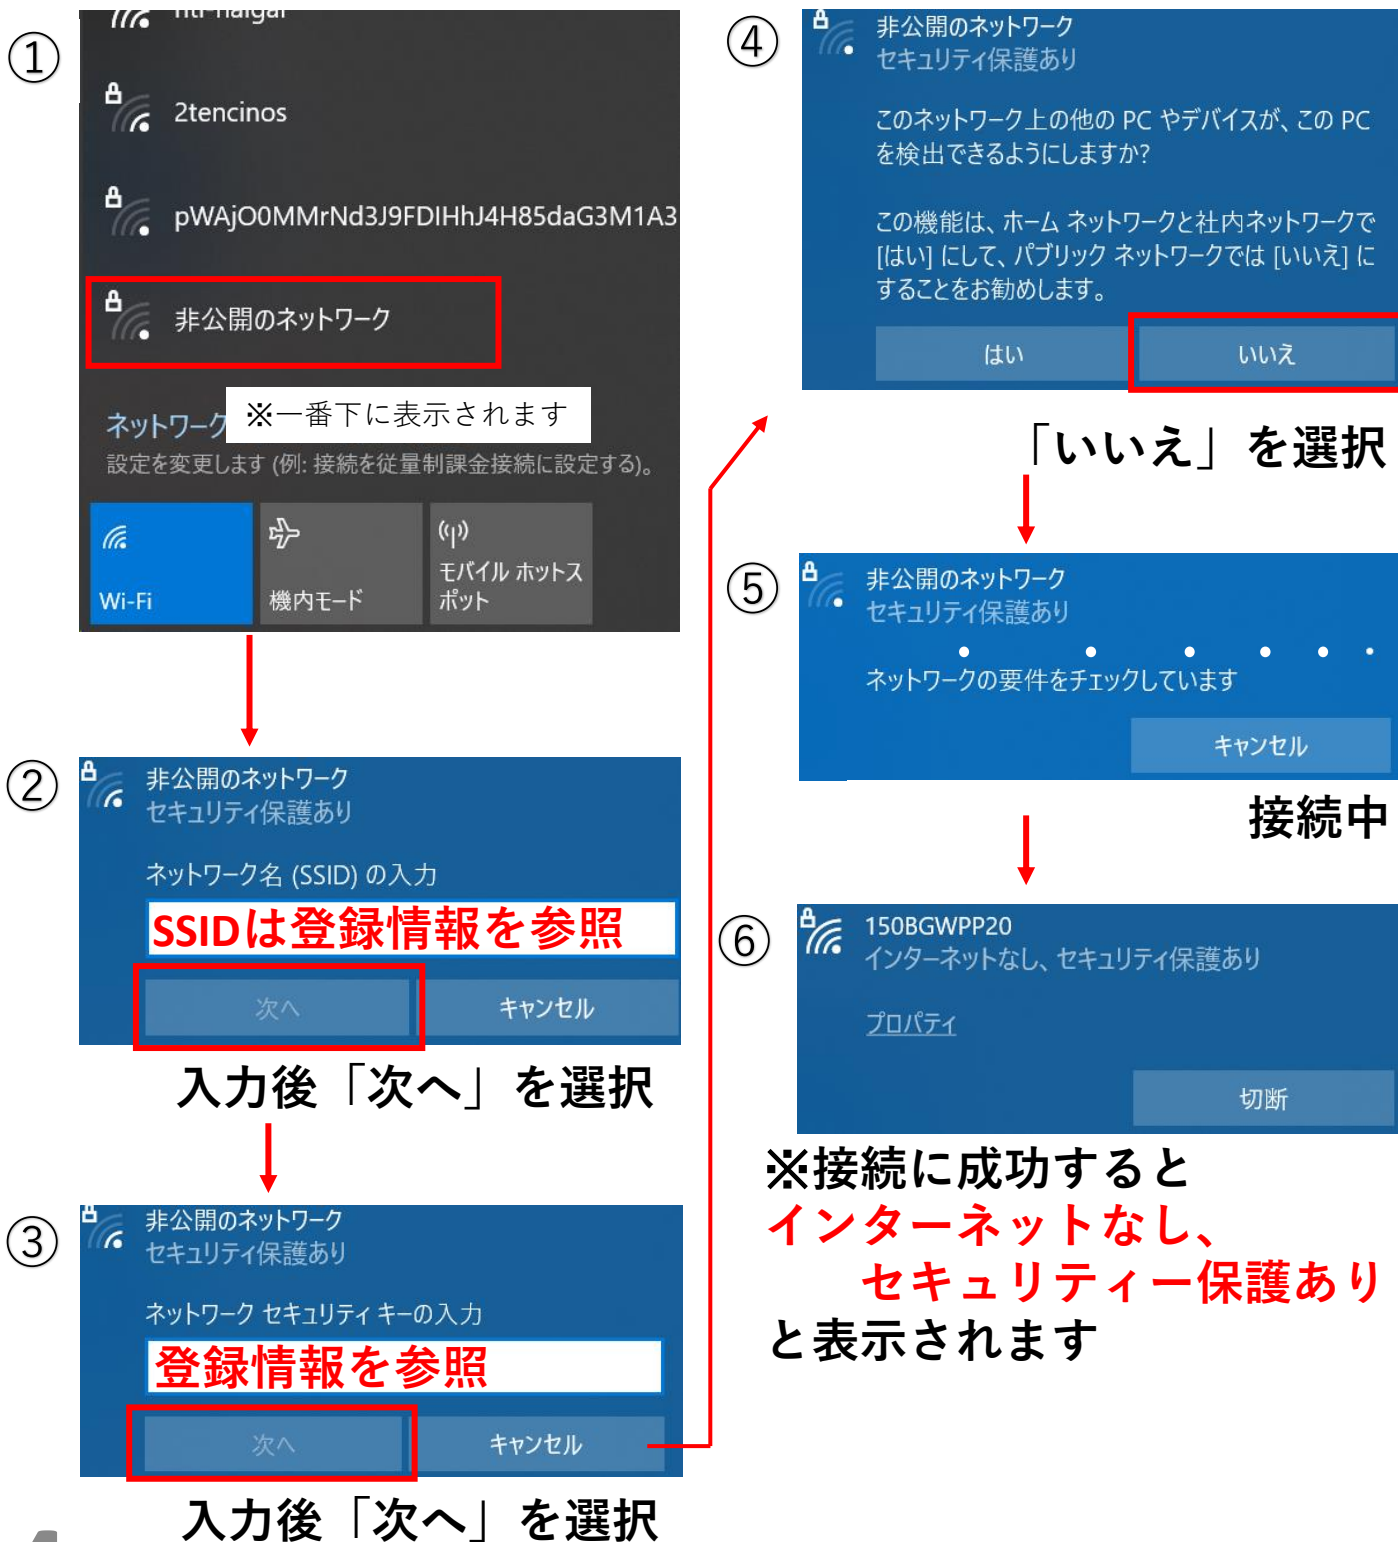 ①
2tencinos
pWAjO0MMrNd3J9FDIHhJ4H85daG3M1A3
非公開のネットワーク
※一番下に表示されます
ネットワーク
設定を変更します (例: 接続を従量制課金接続に設定する)。
Wi-Fi
機内モード
モバイル ホットス
ポット
②
非公開のネットワーク
セキュリティ保護あり
ネットワーク名 (SSID) の入力
SSIDは登録情報を参照
次へ
キャンセル
入力後「次へ」を選択
③
非公開のネットワーク
セキュリティ保護あり
ネットワーク セキュリティ キーの入力
登録情報を参照
次へ
キャンセル
入力後「次へ」を選択
④
非公開のネットワーク
セキュリティ保護あり
このネットワーク上の他の PC やデバイスが、この PC
を検出できるようにしますか?
この機能は、ホーム ネットワークと社内ネットワークで
[はい] にして、パブリック ネットワークでは [いいえ] に
することをお勧めします。
はい
いいえ
「いいえ」を選択
⑤
非公開のネットワーク
セキュリティ保護あり
ネットワークの要件をチェックしています
キャンセル
接続中
⑥
150BGWPP20
インターネットなし、セキュリティ保護あり
プロパティ
切断
※接続に成功すると
インターネットなし、
セキュリティー保護あり
と表示されます